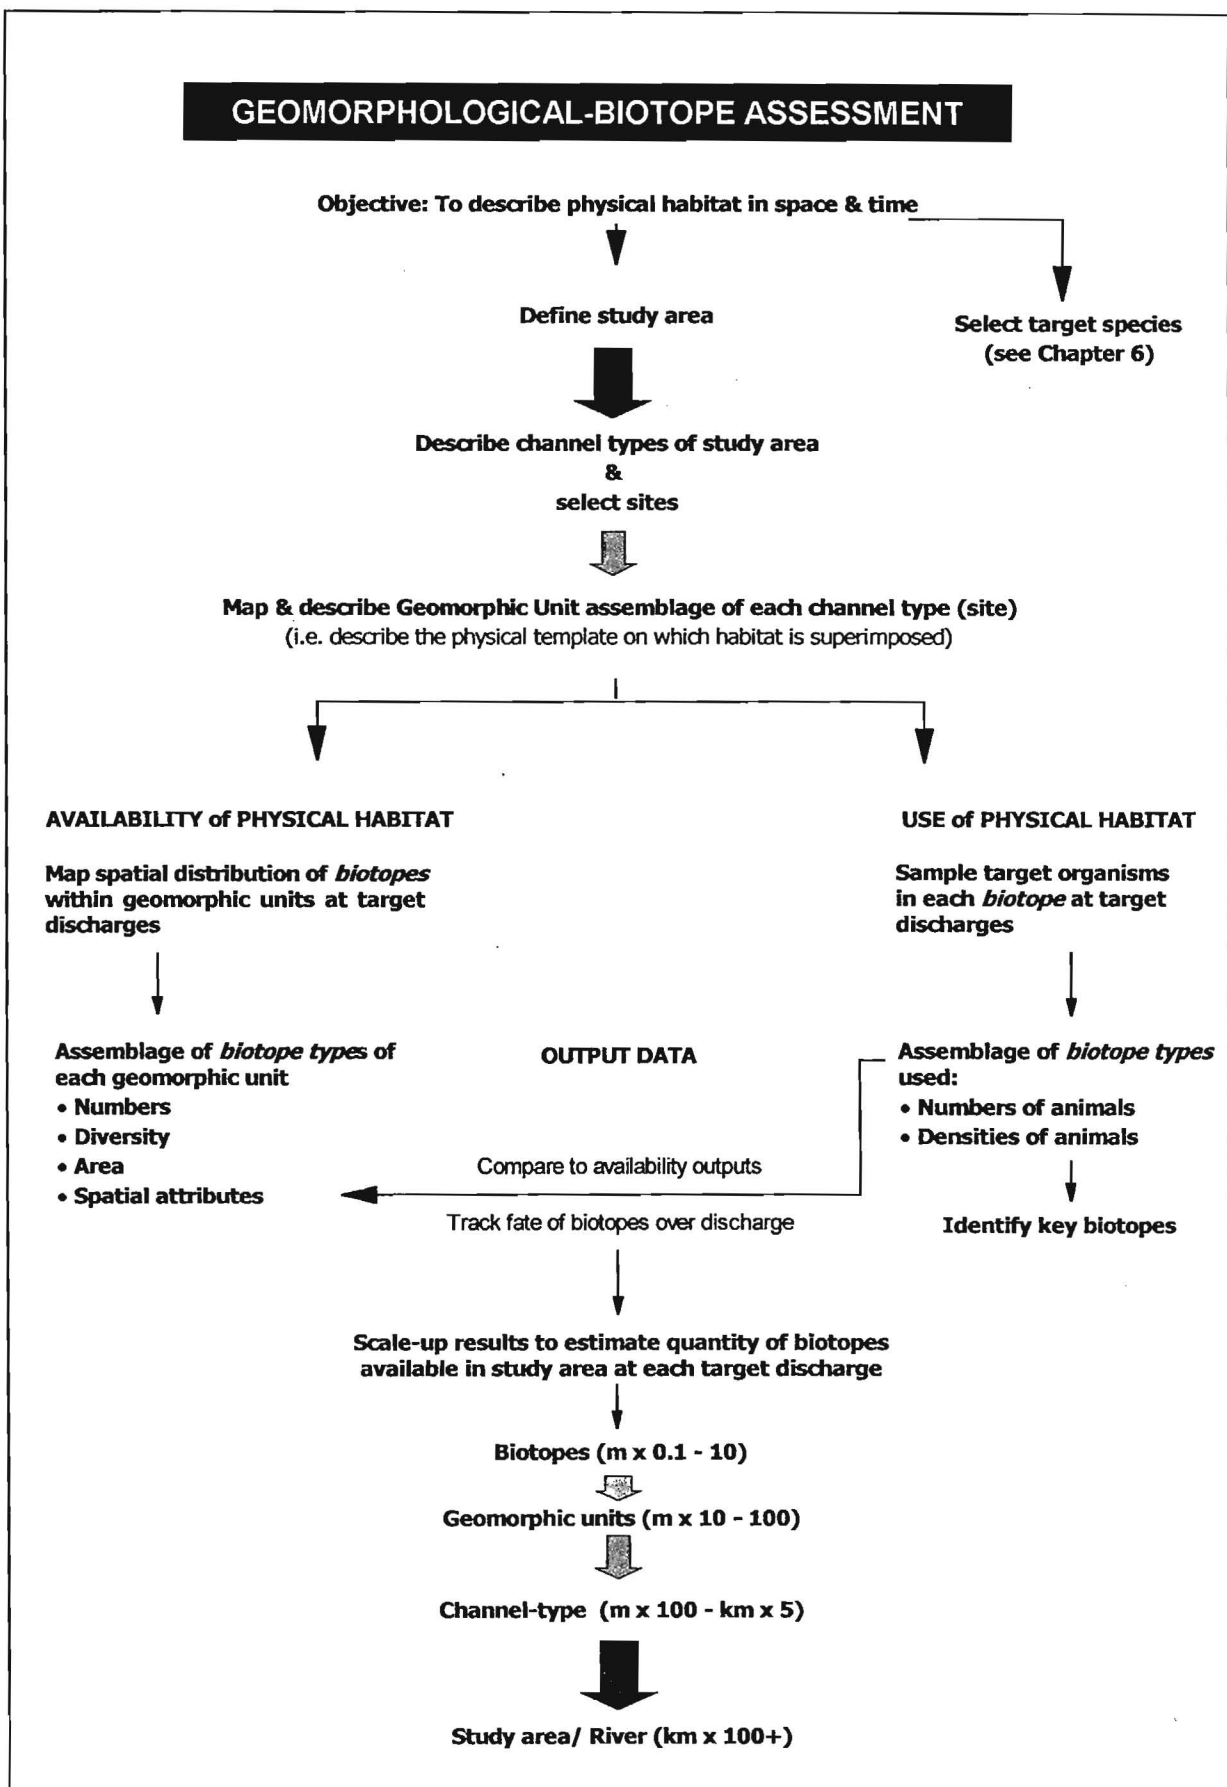 GEOMORPHOLOGICAL-BIOTOPE ASSESSMENT
Objective: To describe physical habitat in space & time
Define study area
Select target species
(see Chapter 6)
Describe channel types of study area
&
select sites
Map & describe Geomorphic Unit assemblage of each channel type (site)
(i.e. describe the physical template on which habitat is superimposed)
AVAILABILITY of PHYSICAL HABITAT
Map spatial distribution of biotopes
within geomorphic units at target
discharges
USE of PHYSICAL HABITAT
Sample target organisms
in each biotope at target
discharges
Assemblage of biotope types of
each geomorphic unit
• Numbers
• Diversity
• Area
• Spatial attributes
OUTPUT DATA
Assemblage of biotope types
used:
• Numbers of animals
• Densities of animals
Compare to availability outputs
Track fate of biotopes over discharge
Identify key biotopes
Scale-up results to estimate quantity of biotopes
available in study area at each target discharge
Biotopes (m x 0.1 - 10)
Geomorphic units (m x 10 - 100)
Channel-type (m x 100 - km x 5)
Study area/ River (km x 100+)